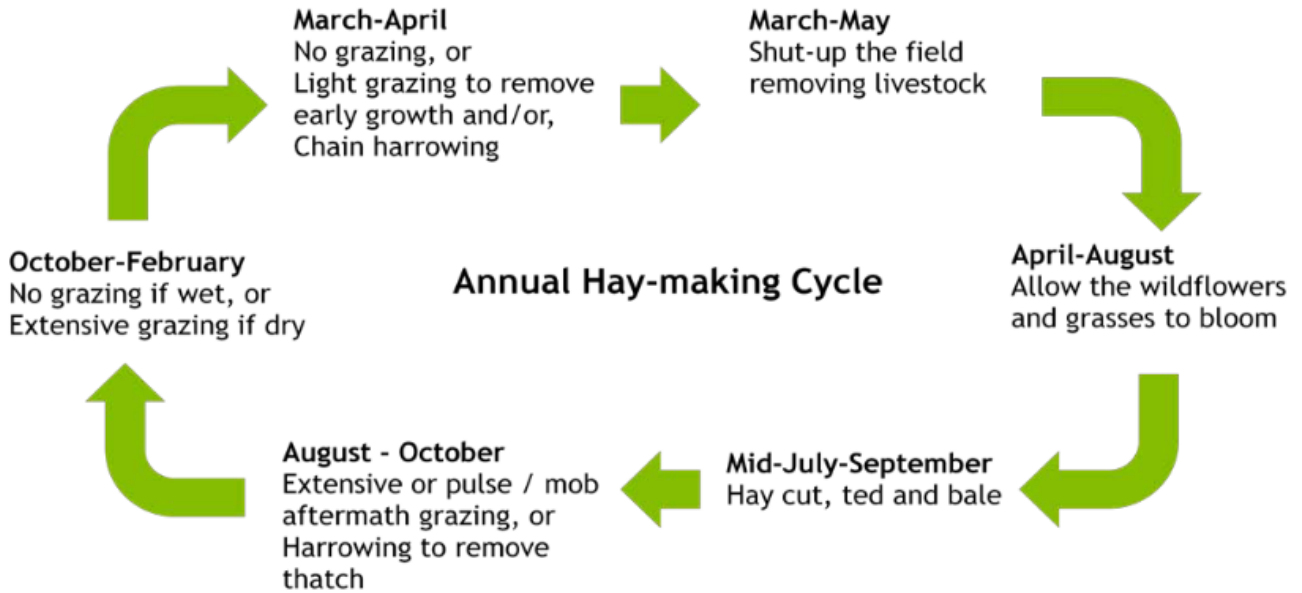 March-April
No grazing, or
Light grazing to remove
early growth and/or,
Chain harrowing
March-May
Shut-up the field
removing livestock
April-August
Allow the wildflowers
and grasses to bloom
Mid-July-September
Hay cut, ted and bale
August - October
Extensive or pulse / mob
aftermath grazing, or
Harrowing to remove
thatch
October-February
No grazing if wet, or
Extensive grazing if dry
Annual Hay-making Cycle